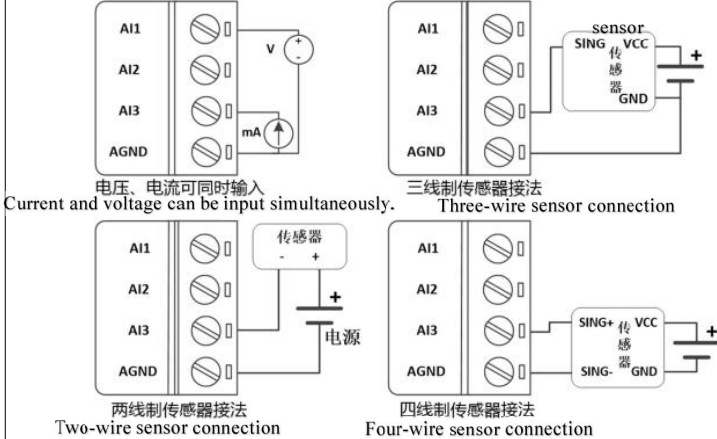 AI1
AI2
AI3
AGND
V
+
-
mA
电压、电流可同时输入
Current and voltage can be input simultaneously.
AI1
AI2
AI3
AGND
sensor
SING VCC
传感器
GND
+
三线制传感器接法
Three-wire sensor connection
AI1
AI2
AI3
AGND
传感器
- +
+
电源
两线制传感器接法
Two-wire sensor connection
AI1
AI2
AI3
AGND
SING+ VCC
传感器
SING- GND
+
四线制传感器接法
Four-wire sensor connection